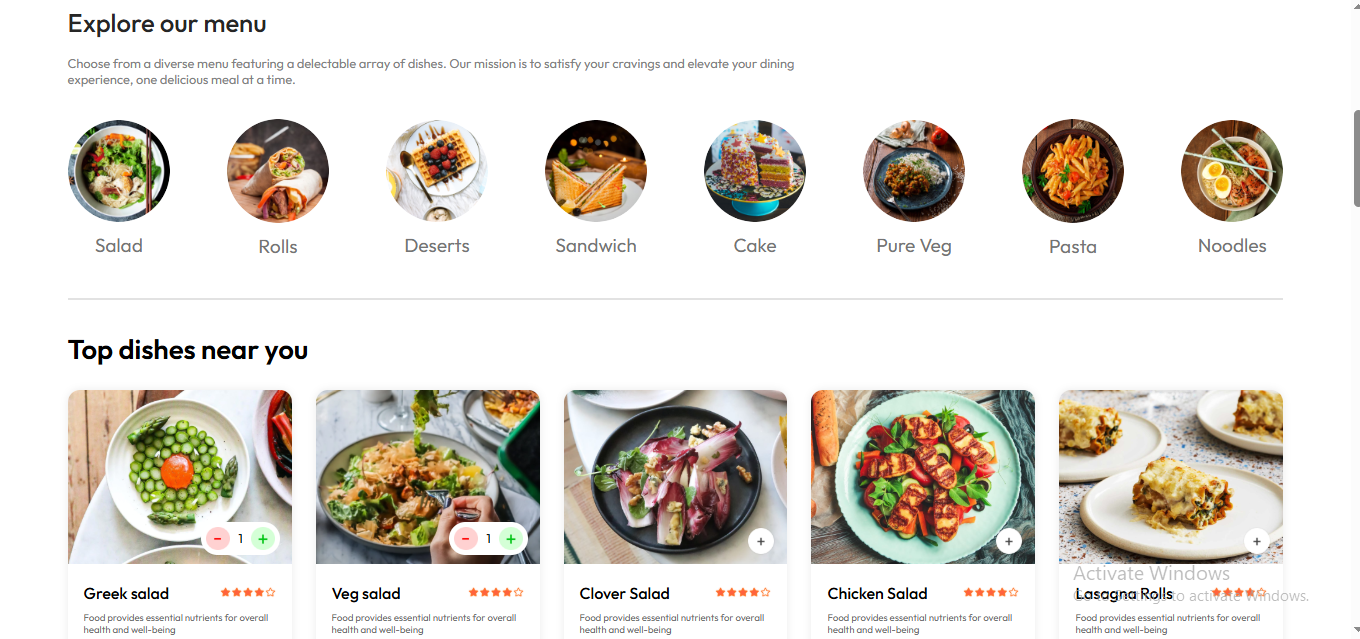 Explore our menu
Choose from a diverse menu featuring a delectable array of dishes. Our mission is to satisfy your cravings and elevate your dining
experience, one delicious meal at a time.
Salad
Rolls
Deserts
Sandwich
Cake
Pure Veg
Pasta
Noodles
Top dishes near you
- 1 +
- 1 +
+
+
+
Activate Windows
Go to Settings to activate Windows.
Greek salad
Veg salad
Clover Salad
Chicken Salad
Lasagna Rolls
Food provides essential nutrients for overall
health and well-being
Food provides essential nutrients for overall
health and well-being
Food provides essential nutrients for overall
health and well-being
Food provides essential nutrients for overall
health and well-being
Food provides essential nutrients for overall
health and well-being